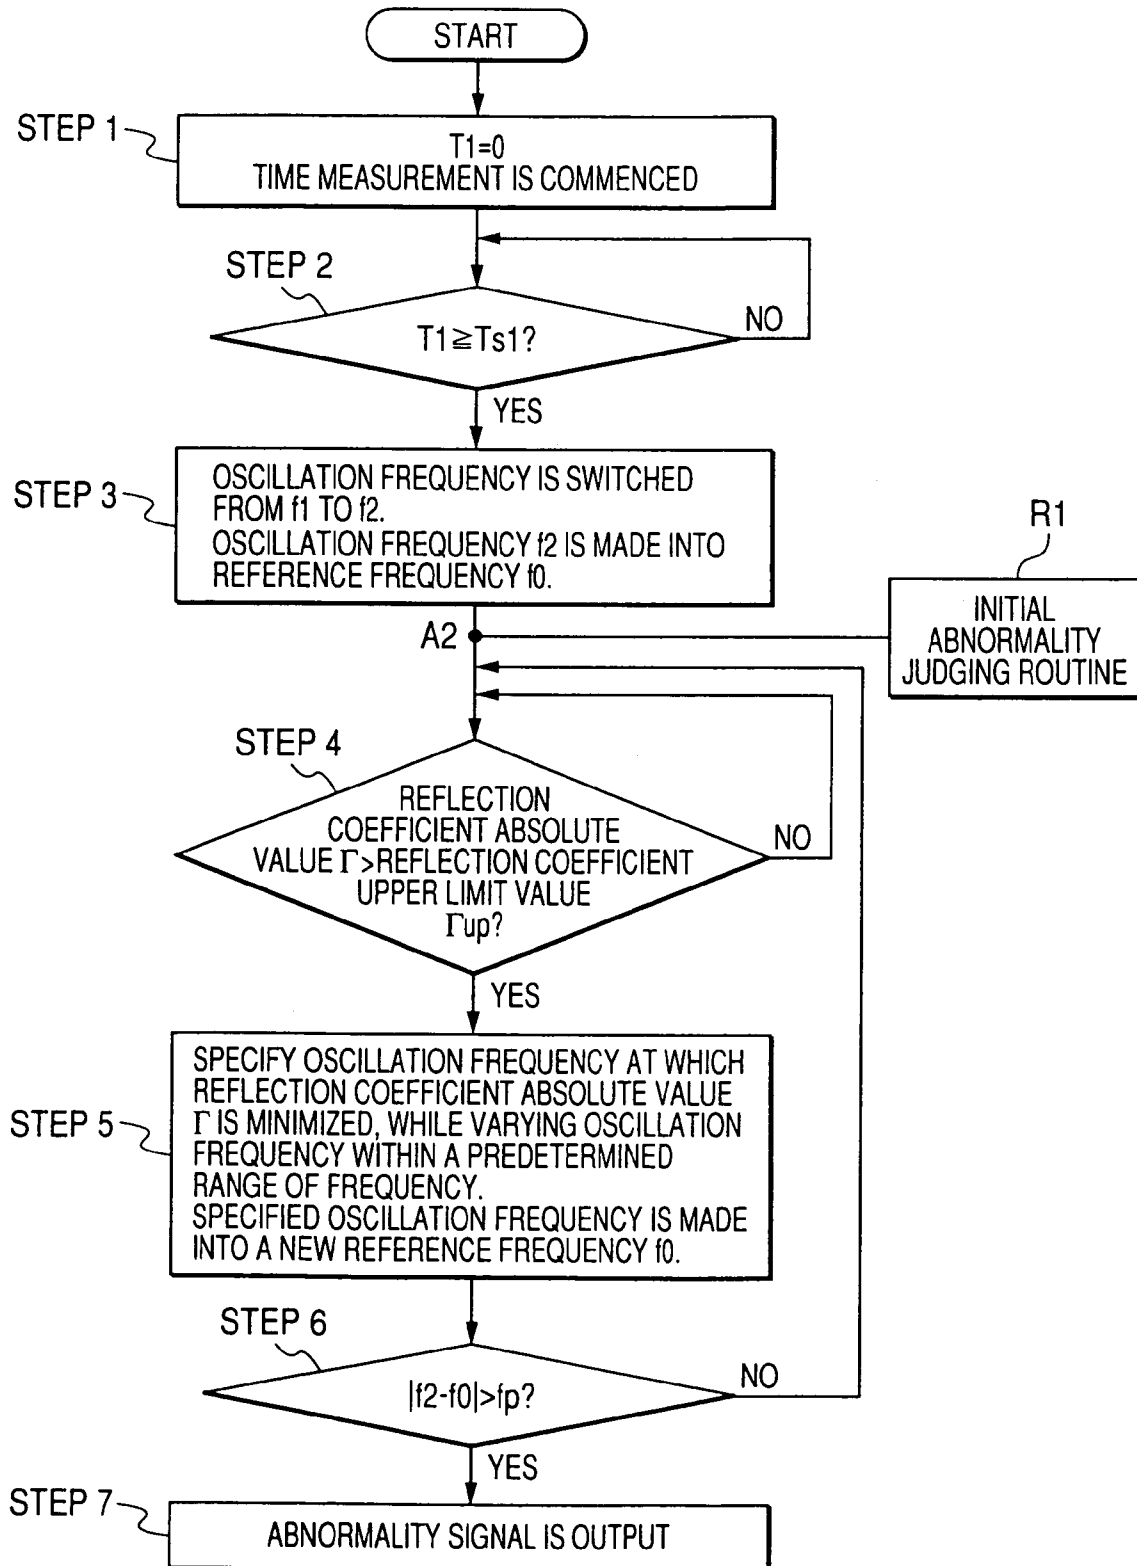 START
STEP 1
T1=0
TIME MEASUREMENT IS COMMENCED
STEP 2
T1≧Ts1?
NO
YES
STEP 3
OSCILLATION FREQUENCY IS SWITCHED
FROM f1 TO f2.
OSCILLATION FREQUENCY f2 IS MADE INTO
REFERENCE FREQUENCY f0.
R1
INITIAL
ABNORMALITY
JUDGING ROUTINE
A2
STEP 4
REFLECTION
COEFFICIENT ABSOLUTE
VALUE Γ>REFLECTION COEFFICIENT
UPPER LIMIT VALUE
Γup?
NO
YES
STEP 5
SPECIFY OSCILLATION FREQUENCY AT WHICH
REFLECTION COEFFICIENT ABSOLUTE VALUE
Γ IS MINIMIZED, WHILE VARYING OSCILLATION
FREQUENCY WITHIN A PREDETERMINED
RANGE OF FREQUENCY.
SPECIFIED OSCILLATION FREQUENCY IS MADE
INTO A NEW REFERENCE FREQUENCY f0.
STEP 6
|f2-f0|>fp?
NO
YES
STEP 7
ABNORMALITY SIGNAL IS OUTPUT